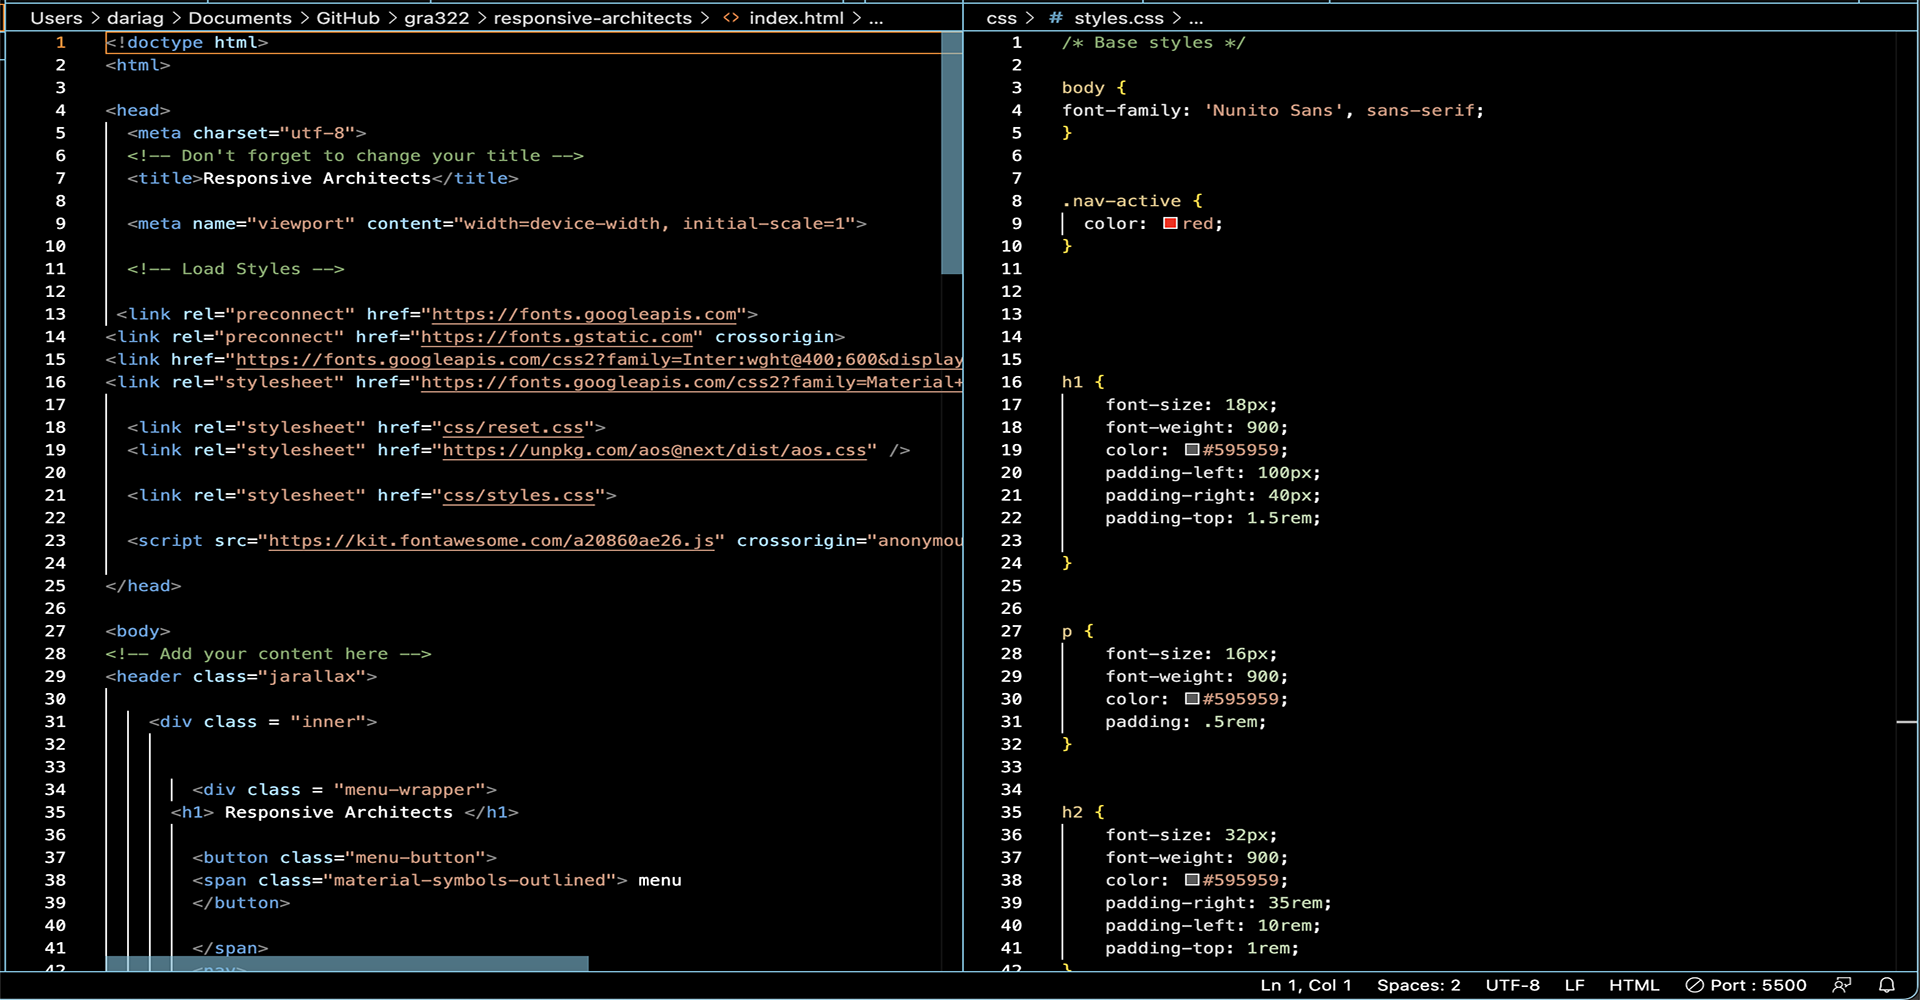 Users > dariag > Documents > GitHub > gra322 > responsive-architects > <> index.html > ...
1 <!doctype html>
2 <html>
3
4 <head>
5 <meta charset="utf-8">
6 <!-- Don't forget to change your title -->
7 <title>Responsive Architects</title>
8
9 <meta name="viewport" content="width=device-width, initial-scale=1">
10
11 <!-- Load Styles -->
12
13 <link rel="preconnect" href="https://fonts.googleapis.com">
14 <link rel="preconnect" href="https://fonts.gstatic.com" crossorigin>
15 <link href="https://fonts.googleapis.com/css2?family=Inter:wght@400;600&display
16 <link rel="stylesheet" href="https://fonts.googleapis.com/css2?family=Material+
17
18 <link rel="stylesheet" href="css/reset.css">
19 <link rel="stylesheet" href="https://unpkg.com/aos@next/dist/aos.css" />
20
21 <link rel="stylesheet" href="css/styles.css">
22
23 <script src="https://kit.fontawesome.com/a20860ae26.js" crossorigin="anonymou
24
25 </head>
26
27 <body>
28 <!-- Add your content here -->
29 <header class="jarallax">
30
31 <div class = "inner">
32
33
34 <div class = "menu-wrapper">
35 <h1> Responsive Architects </h1>
36
37 <button class="menu-button">
38 <span class="material-symbols-outlined"> menu
39 </button>
40
41 </span>
42 <nav>
css > # styles.css > ...
1 /* Base styles */
2
3 body {
4 font-family: 'Nunito Sans', sans-serif;
5 }
6
7
8 .nav-active {
9 color: red;
10 }
11
12
13
14
15
16 h1 {
17 font-size: 18px;
18 font-weight: 900;
19 color: #595959;
20 padding-left: 100px;
21 padding-right: 40px;
22 padding-top: 1.5rem;
23
24 }
25
26
27 p {
28 font-size: 16px;
29 font-weight: 900;
30 color: #595959;
31 padding: .5rem;
32 }
33
34
35 h2 {
36 font-size: 32px;
37 font-weight: 900;
38 color: #595959;
39 padding-right: 35rem;
40 padding-left: 10rem;
41 padding-top: 1rem;
42 }
Ln 1, Col 1 Spaces: 2 UTF-8 LF HTML Port : 5500